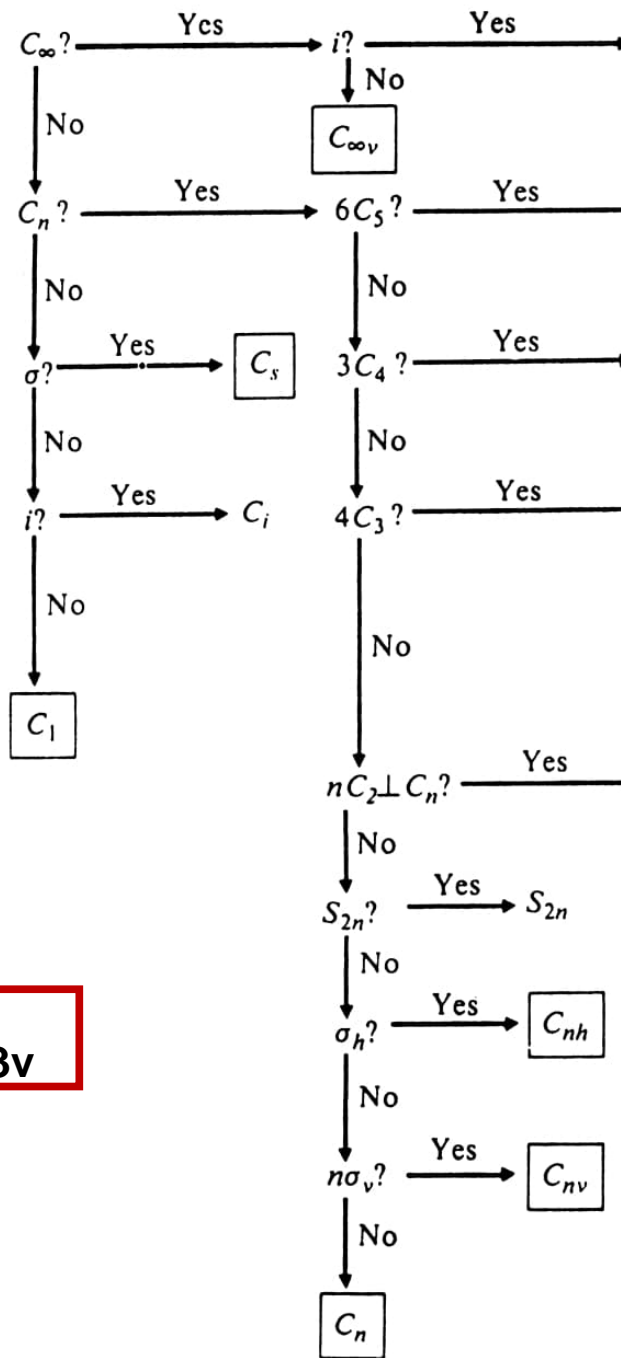 C∞? Yes i? Yes
No No
C∞v
Cn? Yes 6C5? Yes
No No
σ? Yes Cs 3C4? Yes
No No
i? Yes Ci 4C3? Yes
No No
C1
nC2⊥Cn? Yes
No
S2n? Yes S2n
No
σh? Yes Cnh
3v
No
nσv? Yes Cnv
No
Cn